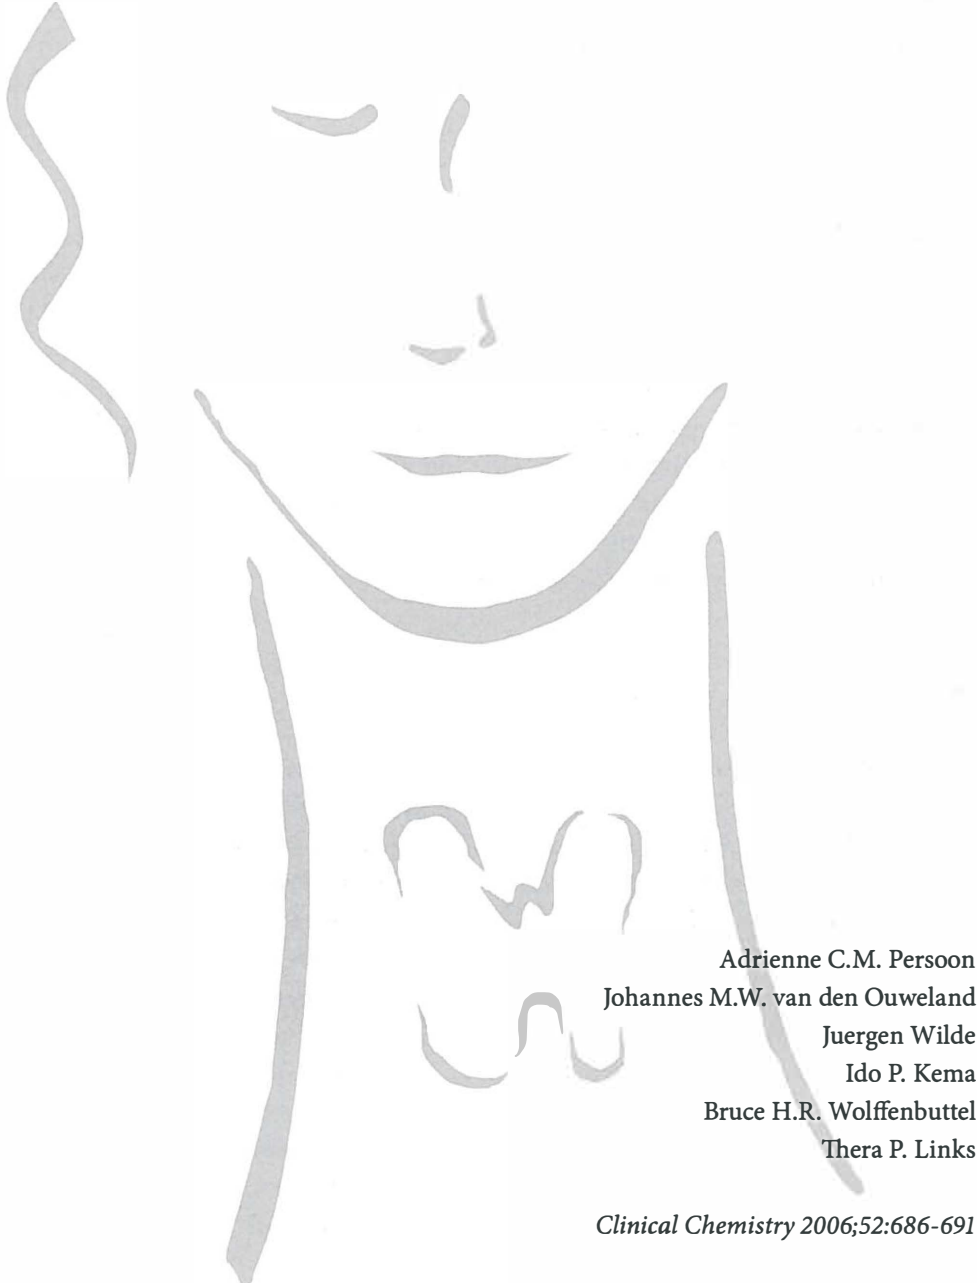 Adrienne C.M. Persoon
Johannes M.W. van den Ouweland
Juergen Wilde
Ido P. Kema
Bruce H.R. Wolffenbuttel
Thera P. Links
Clinical Chemistry 2006;52:686-691